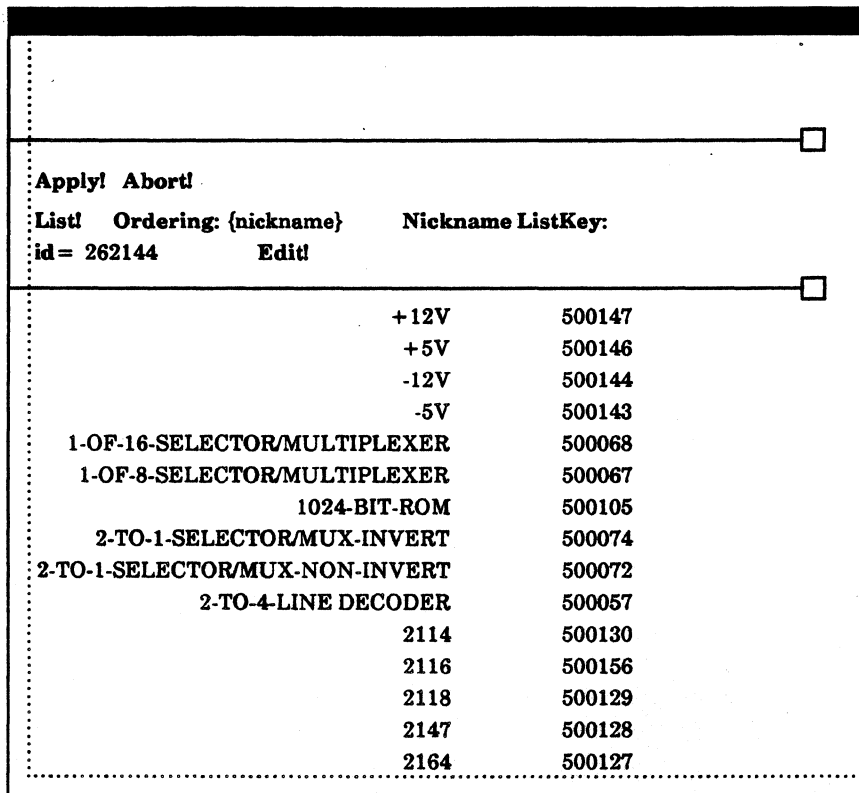 Apply! Abort!
List! Ordering: {nickname} Nickname ListKey:
id = 262144 Edit!
+12V 500147
+5V 500146
-12V 500144
-5V 500143
1-OF-16-SELECTOR/MULTIPLEXER 500068
1-OF-8-SELECTOR/MULTIPLEXER 500067
1024-BIT-ROM 500105
2-TO-1-SELECTOR/MUX-INVERT 500074
2-TO-1-SELECTOR/MUX-NON-INVERT 500072
2-TO-4-LINE DECODER 500057
2114 500130
2116 500156
2118 500129
2147 500128
2164 500127